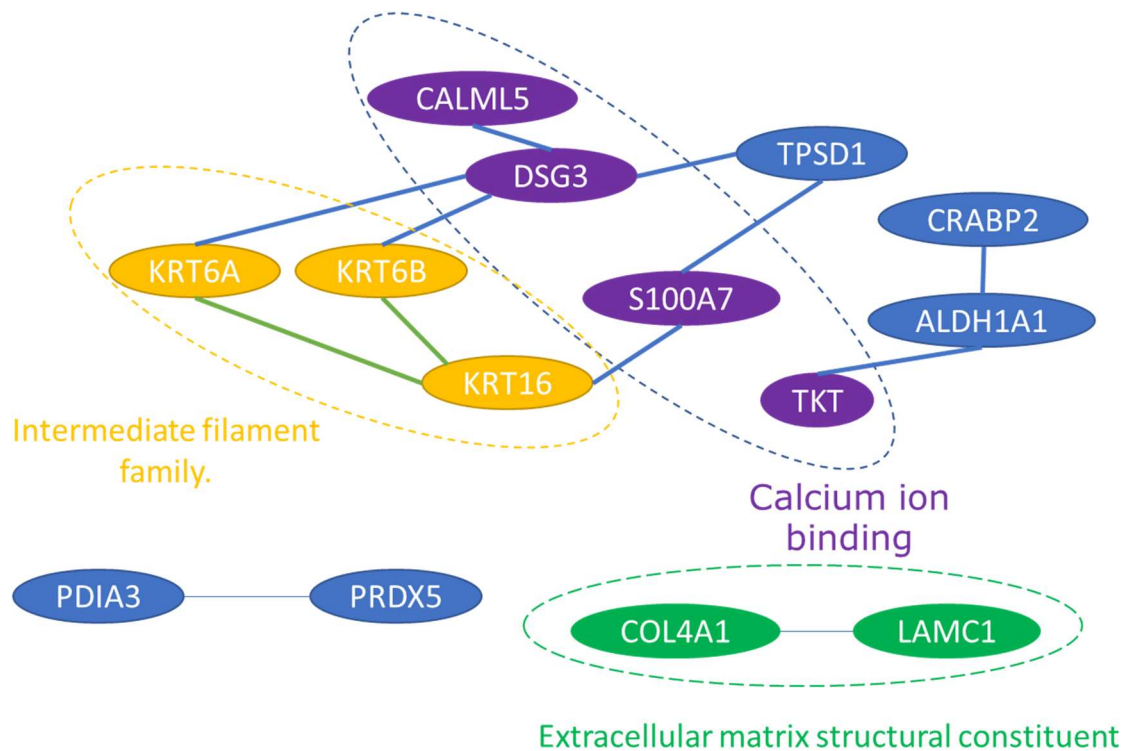 CALML5
TPSD1
DSG3
CRABP2
KRT6A
KRT6B
S100A7
ALDH1A1
KRT16
TKT
Intermediate filament
family.
Calcium ion
binding
PDIA3
PRDX5
COL4A1
LAMC1
Extracellular matrix structural constituent